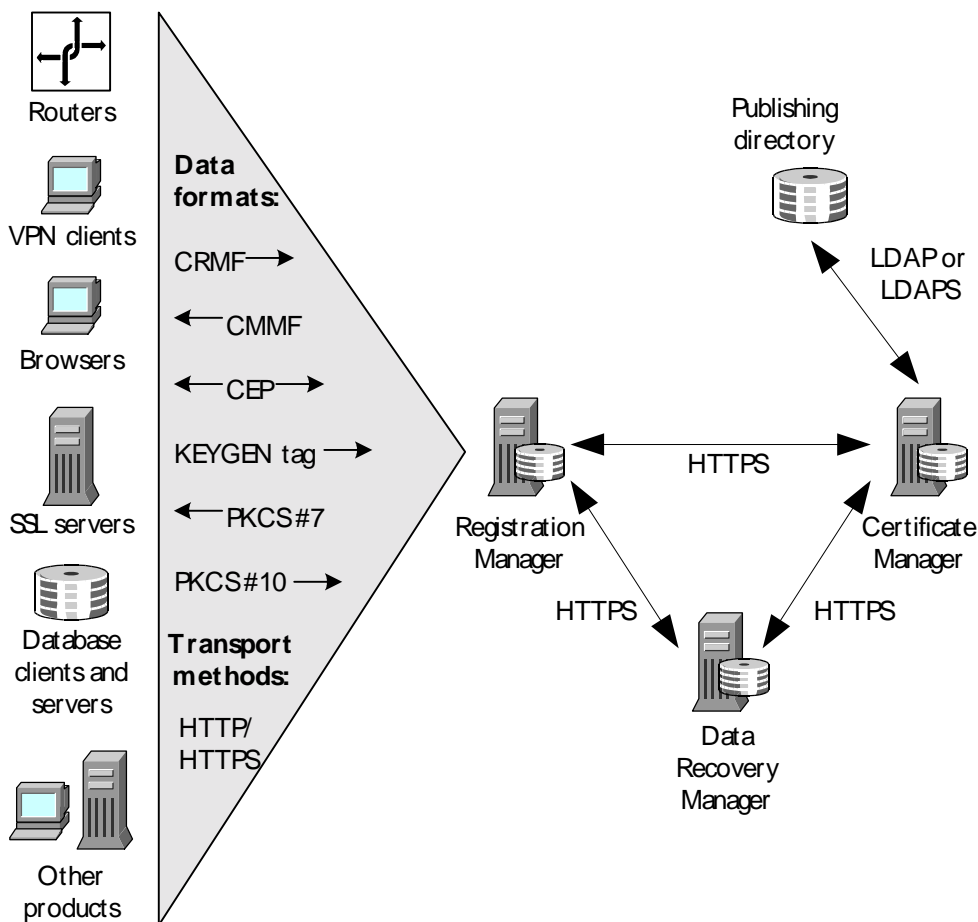 Routers
VPN clients
Browsers
SSL servers
Database
clients and
servers
Other
products
Data
formats:
CRMF
CMMF
CEP
KEYGEN tag
PKCS#7
PKCS#10
Transport
methods:
HTTP/
HTTPS
Publishing
directory
LDAP or
LDAPS
HTTPS
Registration
Manager
Certificate
Manager
HTTPS
HTTPS
Data
Recovery
Manager